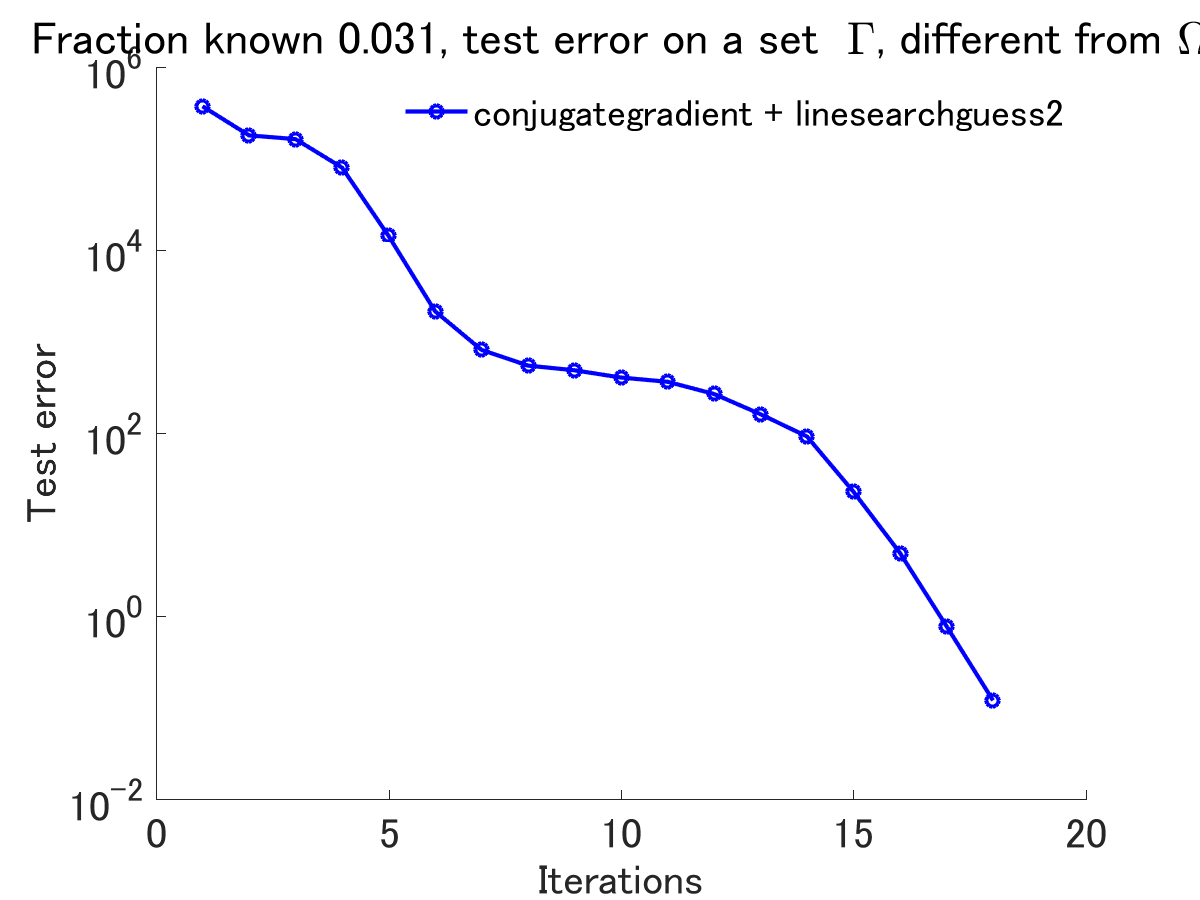 Fraction known 0.031, test error on a set Γ, different from Ω
10^6
conjugategradient + linesearchguess2
10^4
10^2
10^0
10^-2
Test error
0 5 10 15 20
Iterations